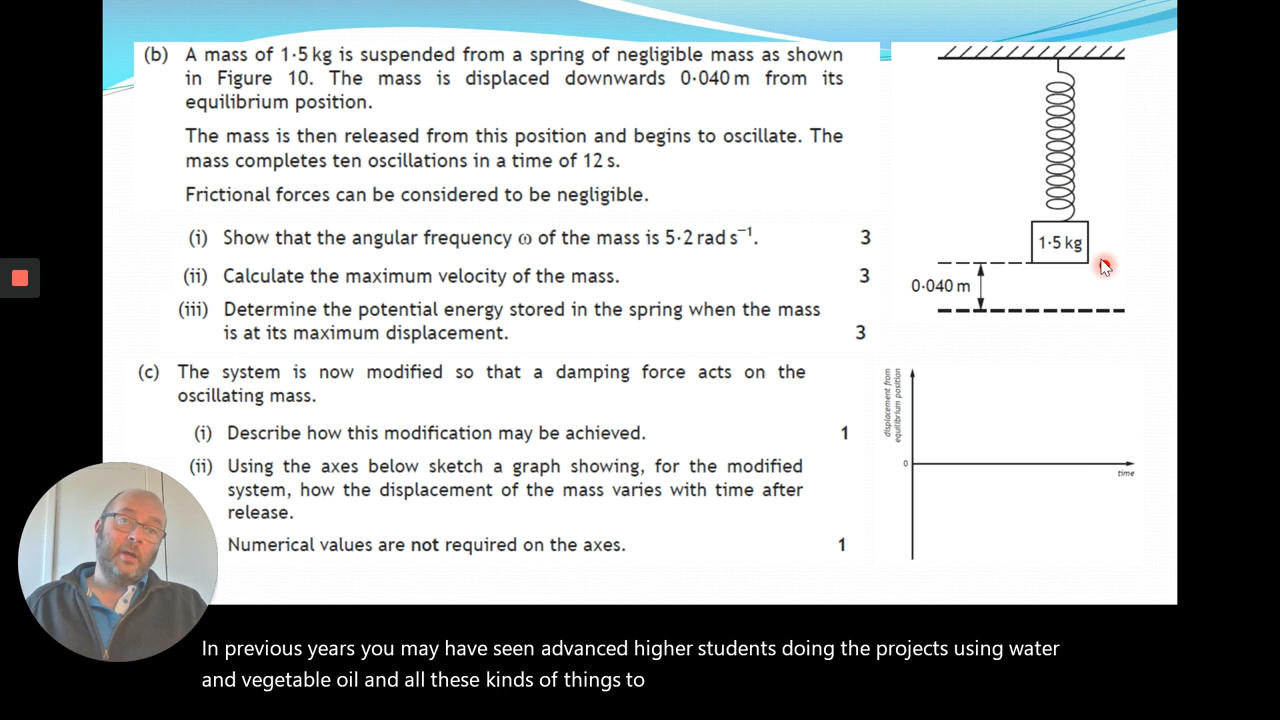 (b) A mass of 1·5 kg is suspended from a spring of negligible mass as shown
in Figure 10. The mass is displaced downwards 0·040 m from its
equilibrium position.
The mass is then released from this position and begins to oscillate. The
mass completes ten oscillations in a time of 12 s.
Frictional forces can be considered to be negligible.
(i) Show that the angular frequency ω of the mass is 5·2 rad s⁻¹. 3
(ii) Calculate the maximum velocity of the mass. 3
(iii) Determine the potential energy stored in the spring when the mass
is at its maximum displacement. 3
1·5 kg
0·040 m
(c) The system is now modified so that a damping force acts on the
oscillating mass.
(i) Describe how this modification may be achieved. 1
(ii) Using the axes below sketch a graph showing, for the modified
system, how the displacement of the mass varies with time after
release.
Numerical values are not required on the axes. 1
displacement from
equilibrium position
0
time
In previous years you may have seen advanced higher students doing the projects using water
and vegetable oil and all these kinds of things to